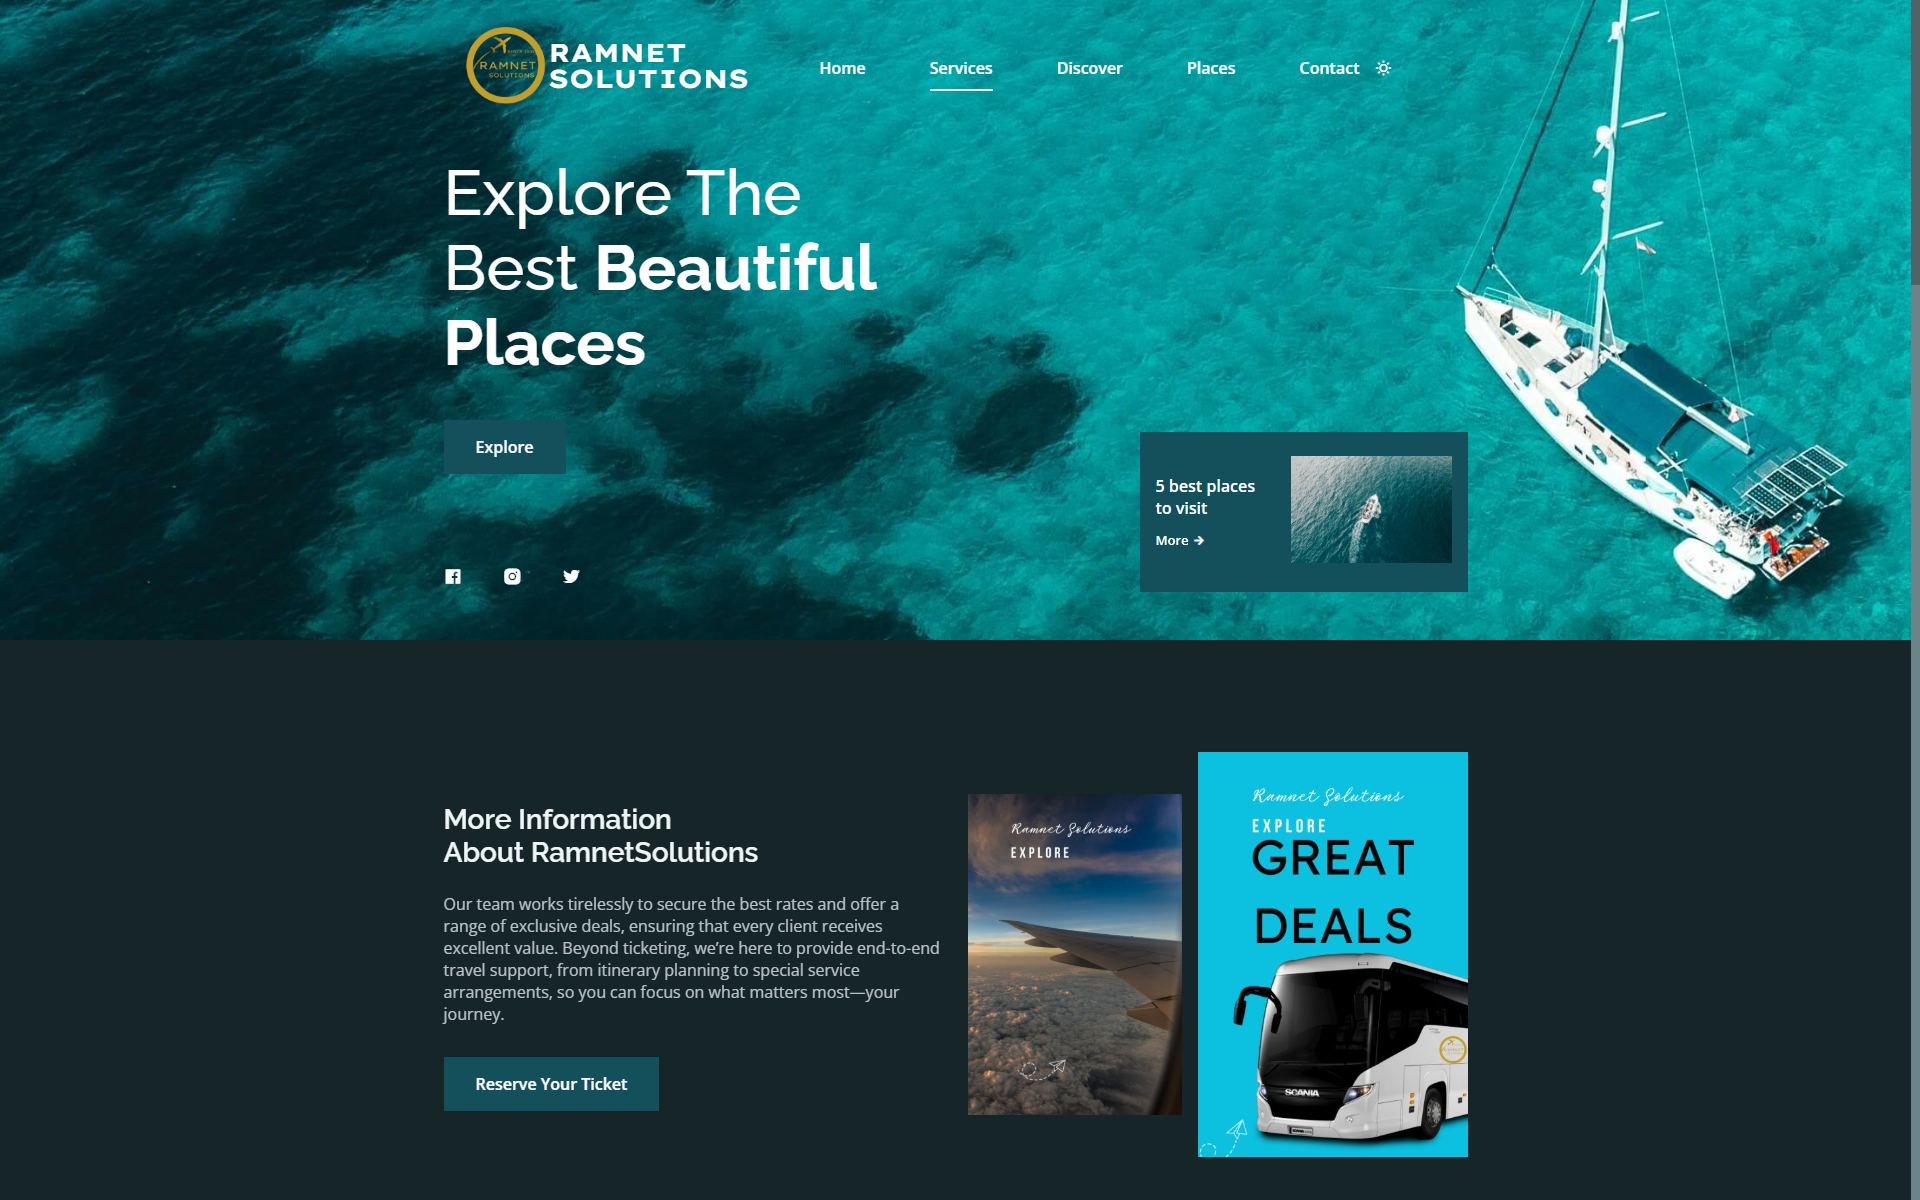 RAMNET
SOLUTIONS
RAMNET
SOLUTIONS
Home
Services
Discover
Places
Contact
Explore The
Best Beautiful
Places
Explore
5 best places
to visit
More
More Information
About RamnetSolutions
Our team works tirelessly to secure the best rates and offer a
range of exclusive deals, ensuring that every client receives
excellent value. Beyond ticketing, we’re here to provide end-to-end
travel support, from itinerary planning to special service
arrangements, so you can focus on what matters most—your
journey.
Reserve Your Ticket
Ramnet Solutions
EXPLORE
Ramnet Solutions
EXPLORE
GREAT
DEALS
SCANIA